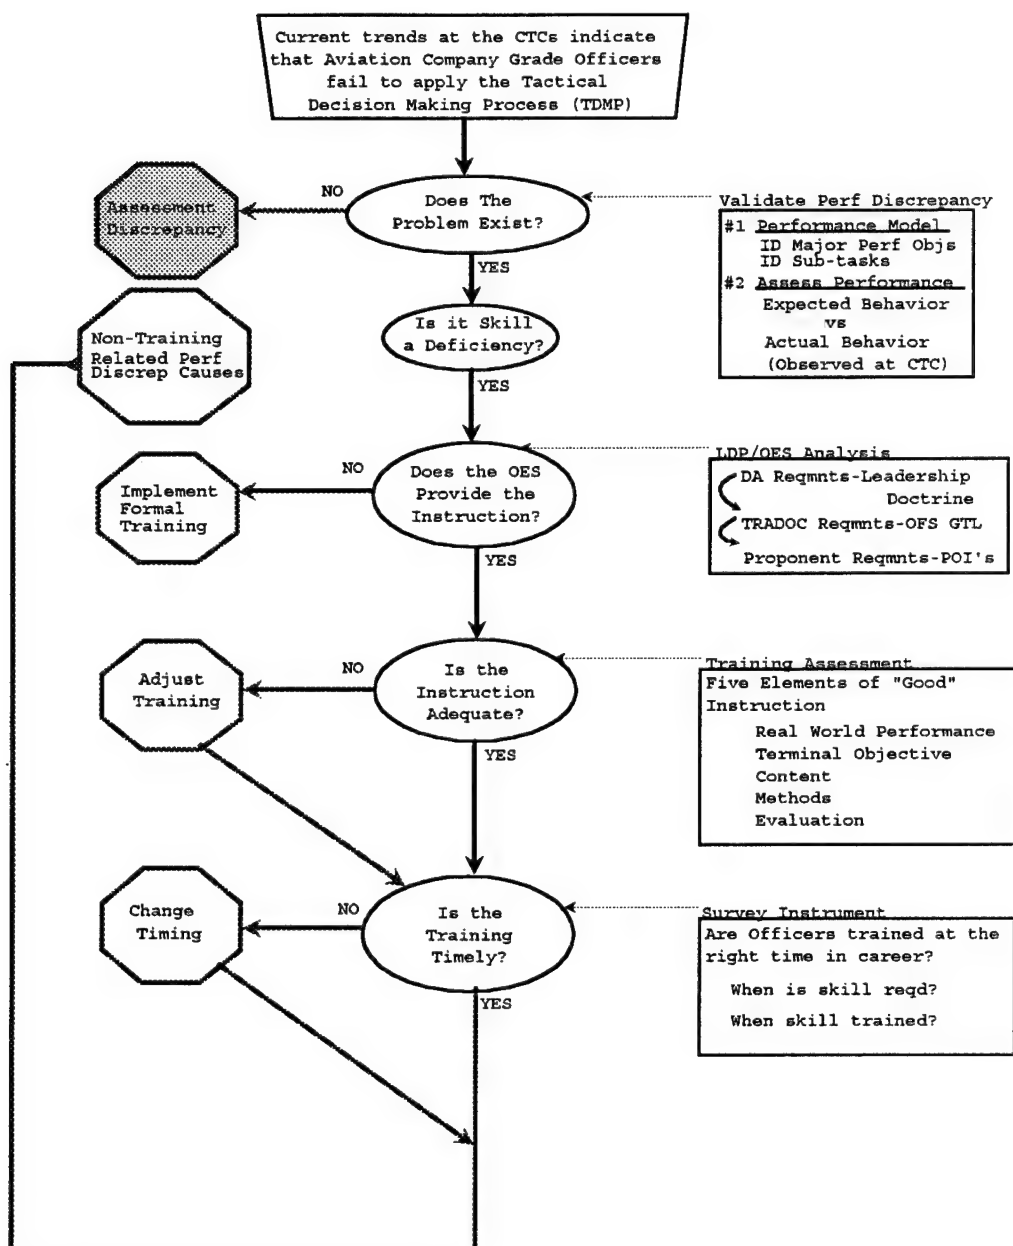 Current trends at the CTCs indicate
that Aviation Company Grade Officers
fail to apply the Tactical
Decision Making Process (TDMP)
NO
Assessment
Discrepancy
Does The
Problem Exist?
Validate Perf Discrepancy
#1 Performance Model
ID Major Perf Objs
ID Sub-tasks
#2 Assess Performance
Expected Behavior
vs
Actual Behavior
(Observed at CTC)
YES
Non-Training
Related Perf
Discrep Causes
Is it Skill
a Deficiency?
YES
NO
Implement
Formal
Training
Does the OES
Provide the
Instruction?
LDP/OES Analysis
DA Reqmnts-Leadership
Doctrine
TRADOC Reqmnts-OFS GTL
Proponent Reqmnts-POI's
YES
NO
Adjust
Training
Is the
Instruction
Adequate?
Training Assessment
Five Elements of "Good"
Instruction
Real World Performance
Terminal Objective
Content
Methods
Evaluation
YES
NO
Change
Timing
Is the
Training
Timely?
Survey Instrument
Are Officers trained at the
right time in career?
When is skill reqd?
When skill trained?
YES